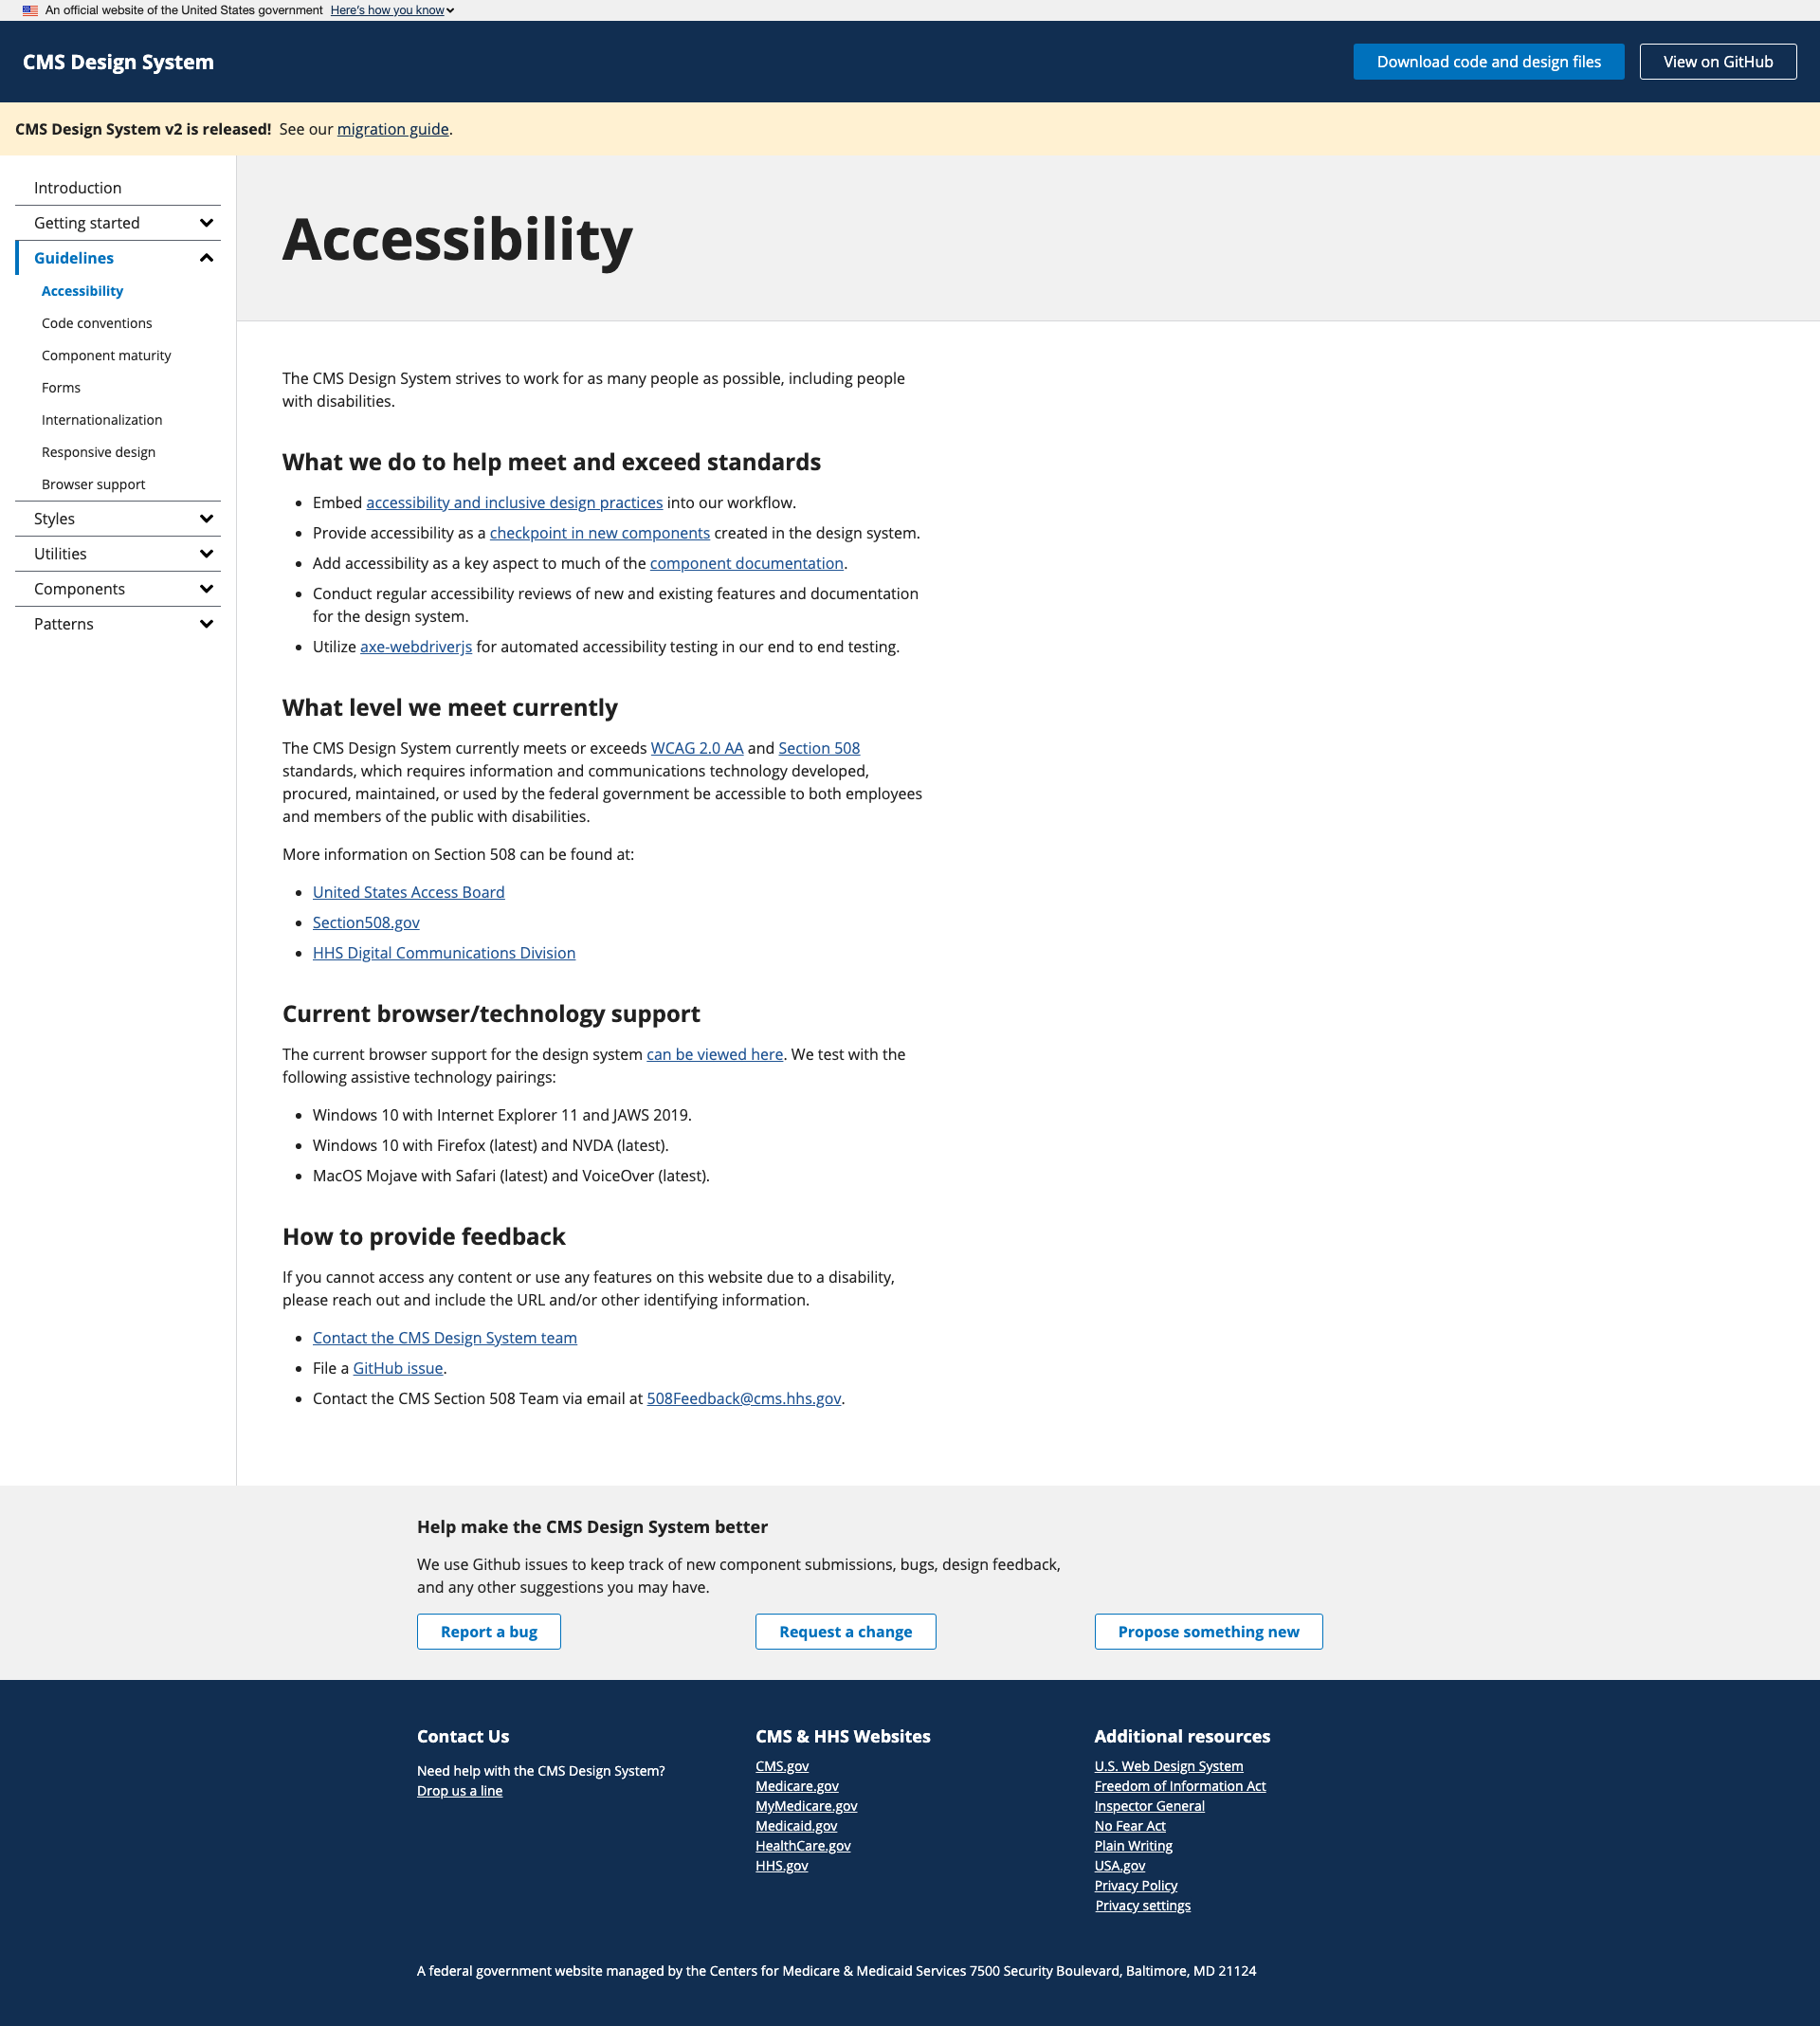 An official website of the United States government Here's how you know
CMS Design System
Download code and design files
View on GitHub
CMS Design System v2 is released! See our migration guide.
Introduction
Getting started
Guidelines
Accessibility
Code conventions
Component maturity
Forms
Internationalization
Responsive design
Browser support
Styles
Utilities
Components
Patterns
Accessibility
The CMS Design System strives to work for as many people as possible, including people
with disabilities.
What we do to help meet and exceed standards
Embed accessibility and inclusive design practices into our workflow.
Provide accessibility as a checkpoint in new components created in the design system.
Add accessibility as a key aspect to much of the component documentation.
Conduct regular accessibility reviews of new and existing features and documentation
for the design system.
Utilize axe-webdriverjs for automated accessibility testing in our end to end testing.
What level we meet currently
The CMS Design System currently meets or exceeds WCAG 2.0 AA and Section 508
standards, which requires information and communications technology developed,
procured, maintained, or used by the federal government be accessible to both employees
and members of the public with disabilities.
More information on Section 508 can be found at:
United States Access Board
Section508.gov
HHS Digital Communications Division
Current browser/technology support
The current browser support for the design system can be viewed here. We test with the
following assistive technology pairings:
Windows 10 with Internet Explorer 11 and JAWS 2019.
Windows 10 with Firefox (latest) and NVDA (latest).
MacOS Mojave with Safari (latest) and VoiceOver (latest).
How to provide feedback
If you cannot access any content or use any features on this website due to a disability,
please reach out and include the URL and/or other identifying information.
Contact the CMS Design System team
File a GitHub issue.
Contact the CMS Section 508 Team via email at 508Feedback@cms.hhs.gov.
Help make the CMS Design System better
We use Github issues to keep track of new component submissions, bugs, design feedback,
and any other suggestions you may have.
Report a bug
Request a change
Propose something new
Contact Us
Need help with the CMS Design System?
Drop us a line
CMS & HHS Websites
CMS.gov
Medicare.gov
MyMedicare.gov
Medicaid.gov
HealthCare.gov
HHS.gov
Additional resources
U.S. Web Design System
Freedom of Information Act
Inspector General
No Fear Act
Plain Writing
USA.gov
Privacy Policy
Privacy settings
A federal government website managed by the Centers for Medicare & Medicaid Services 7500 Security Boulevard, Baltimore, MD 21124